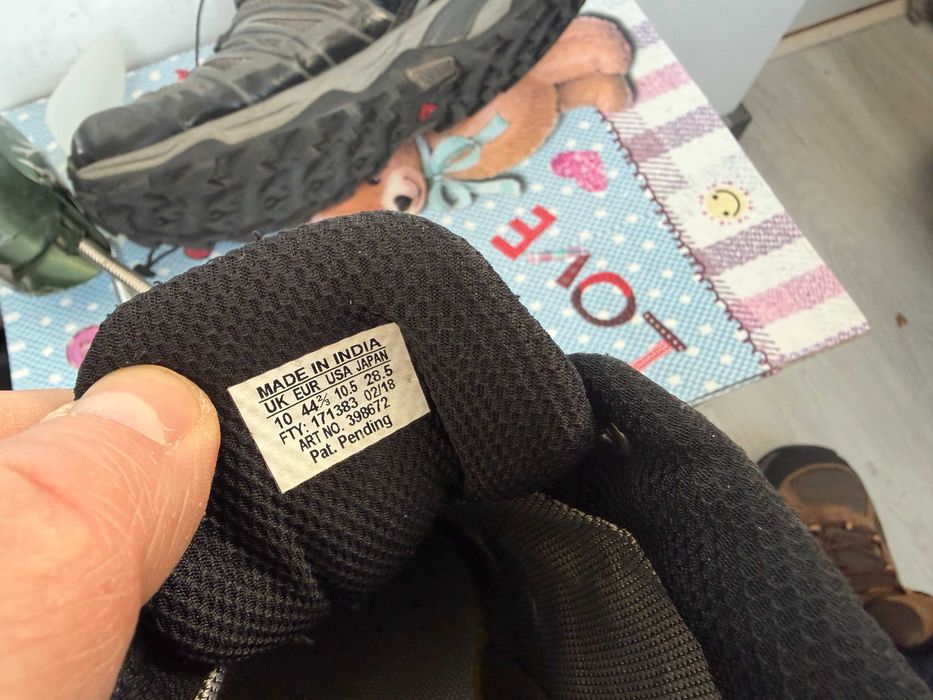 MADE IN INDIA
UK EUR USA JAPAN
10 44⅔ 10.5 28.5
FTY: 171383 02/18
ART NO. 398672
Pat. Pending
LOVE